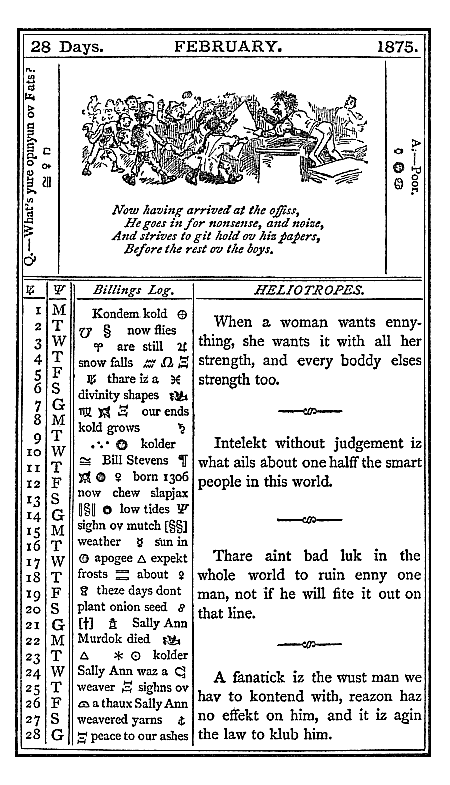 28 Days. FEBRUARY. 1875.
Q.—What's yure opinyun ov Fats?
Now having arrived at the offiss,
He goes in for nonsense, and noize,
And strives to git hold ov hiz papers,
Before the rest ov the boys.
A.—Poor.
Billings Log.
1 M
2 T
3 W
4 T
5 F
6 S
7 G
8 M
9 T
10 W
11 T
12 F
13 S
14 G
15 M
16 T
17 W
18 T
19 F
20 S
21 G
22 M
23 T
24 W
25 T
26 F
27 S
28 G
Kondem kold
§ now flies
are still
snow falls
thare iz a
divinity shapes
our ends
kold grows
kolder
Bill Stevens ¶
born 1306
now chew slapjax
low tides
sighn ov mutch [§§]
weather ☿ sun in
apogee △ expekt
frosts about ♀
theze days dont
plant onion seed
[†] Sally Ann
Murdok died
△ * ⊙ kolder
Sally Ann waz a
weaver sighns ov
a thaux Sally Ann
weavered yarns
peace to our ashes
HELIOTROPES.
When a woman wants enny-
thing, she wants it with all her
strength, and every boddy elses
strength too.
Intelekt without judgement iz
what ails about one halff the smart
people in this world.
Thare aint bad luk in the
whole world to ruin enny one
man, not if he will fite it out on
that line.
A fanatick iz the wust man we
hav to kontend with, reazon haz
no effekt on him, and it iz agin
the law to klub him.